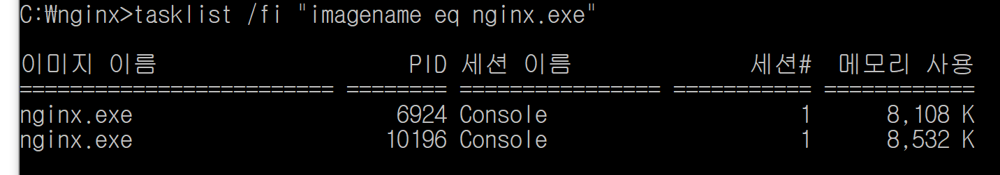 C:₩nginx>tasklist /fi "imagename eq nginx.exe"
이미지 이름                    PID 세션 이름              세션#  메모리 사용
========================= ======== ================ =========== ============
nginx.exe                     6924 Console                    1      8,108 K
nginx.exe                    10196 Console                    1      8,532 K